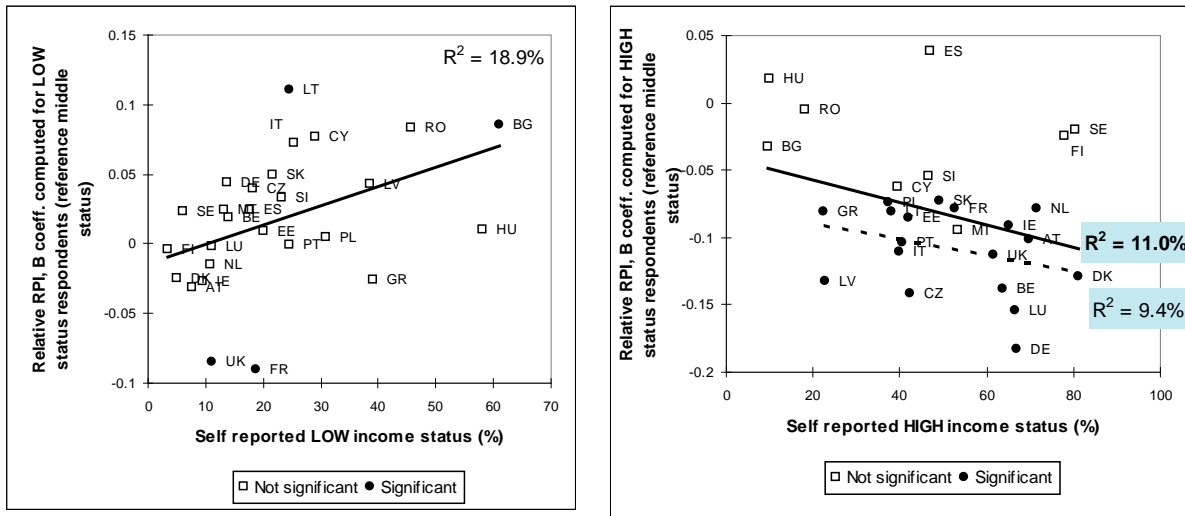 Relative RPI, B coeff. computed for LOW
status respondents (reference middle
status)
0.15
0.1
0.05
0
-0.05
-0.1
R² = 18.9%
LT
IT
CY
RO
BG
DE
SK
CZ
SI
LV
SE
MT
ES
BE
EE
HU
FI
LU
PT
PL
NL
DK
IE
AT
GR
UK
FR
0
10
20
30
40
50
60
70
Self reported LOW income status (%)
Not significant
Significant
Relative RPI, B coeff. computed for HIGH
status respondents (reference middle
status)
0.05
0
-0.05
-0.1
-0.15
-0.2
ES
HU
RO
SE
FI
BG
SI
CY
PL
SK
FR
NL
GR
EE
IE
AT
PT
IT
UK
R² = 11.0%
LV
CZ
BE
DK
LU
R² = 9.4%
DE
0
20
40
60
80
100
Self reported HIGH income status (%)
Not significant
Significant